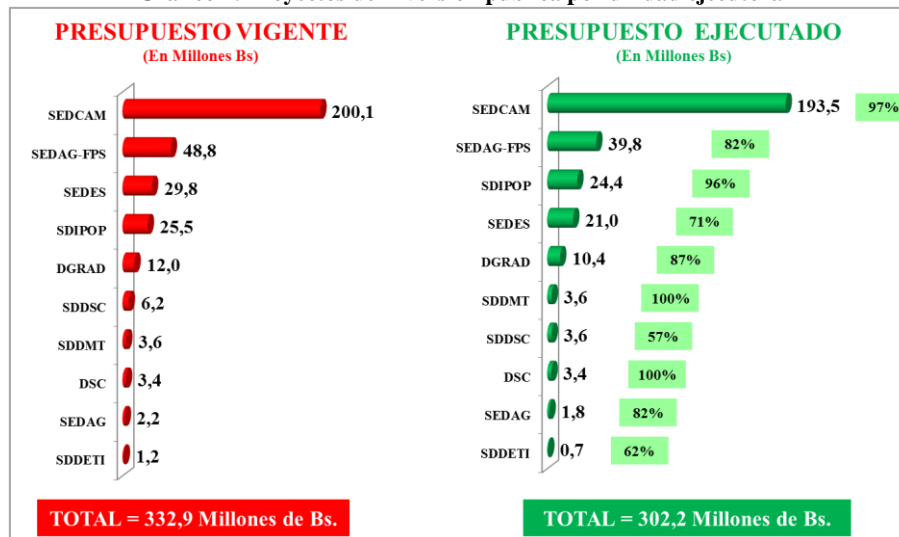 PRESUPUESTO VIGENTE
(En Millones Bs)
SEDCAM 200,1
SEDAG-FPS 48,8
SEDES 29,8
SDIPOP 25,5
DGRAD 12,0
SDDSC 6,2
SDDMT 3,6
DSC 3,4
SEDAG 2,2
SDDETI 1,2
TOTAL = 332,9 Millones de Bs.
PRESUPUESTO EJECUTADO
(En Millones Bs)
SEDCAM 193,5 97%
SEDAG-FPS 39,8 82%
SDIPOP 24,4 96%
SEDES 21,0 71%
DGRAD 10,4 87%
SDDMT 3,6 100%
SDDSC 3,6 57%
DSC 3,4 100%
SEDAG 1,8 82%
SDDETI 0,7 62%
TOTAL = 302,2 Millones de Bs.